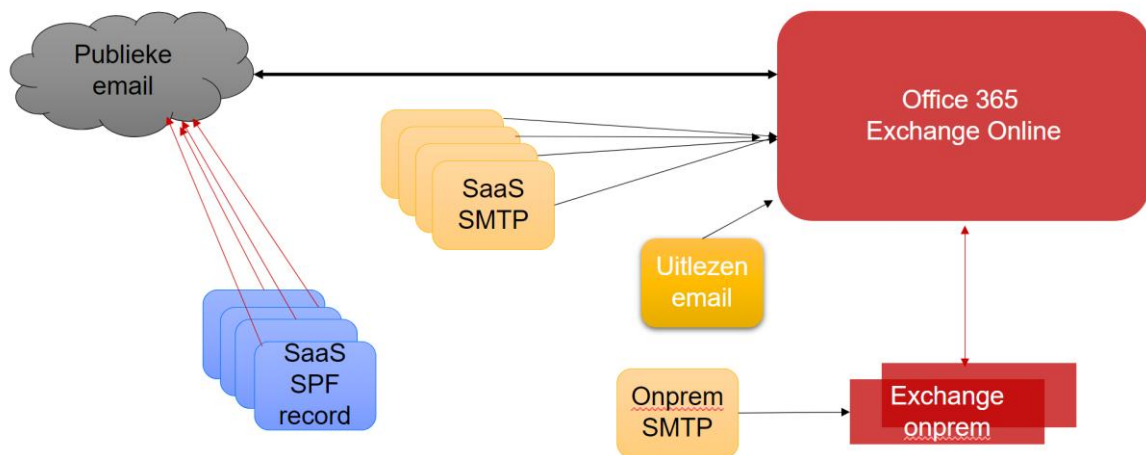 Publieke
email
Office 365
Exchange Online
SaaS
SMTP
Uitlezen
email
SaaS
SPF
record
Onprem
SMTP
Exchange
onprem